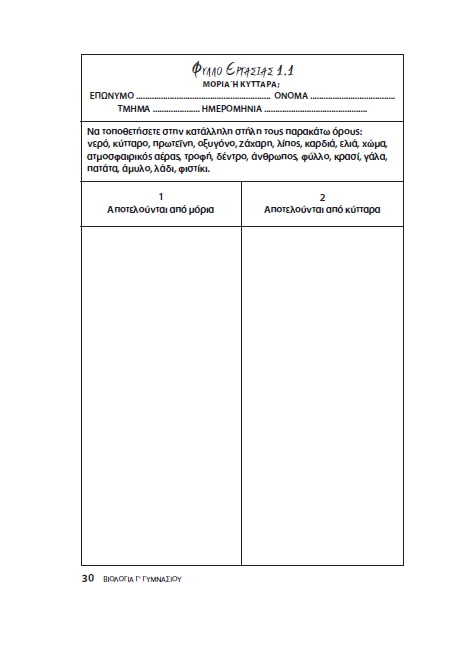 Φύλλο Εργασίας 1.1
ΜΟΡΙΑ Ή ΚΥΤΤΑΡΑ;
ΕΠΩΝΥΜΟ ............................................................ ΟΝΟΜΑ ......................................
ΤΜΗΜΑ ..................... ΗΜΕΡΟΜΗΝΙΑ ..............................................
Να τοποθετήσετε στην κατάλληλη στήλη τους παρακάτω όρους:
νερό, κύτταρο, πρωτεΐνη, οξυγόνο, ζάχαρη, λίπος, καρδιά, ελιά, χώμα,
ατμοσφαιρικός αέρας, τροφή, δέντρο, άνθρωπος, φύλλο, κρασί, γάλα,
πατάτα, άμυλο, λάδι, φιστίκι.
1
Αποτελούνται από μόρια
2
Αποτελούνται από κύτταρα
30 ΒΙΟΛΟΓΙΑ Γ' ΓΥΜΝΑΣΙΟΥ